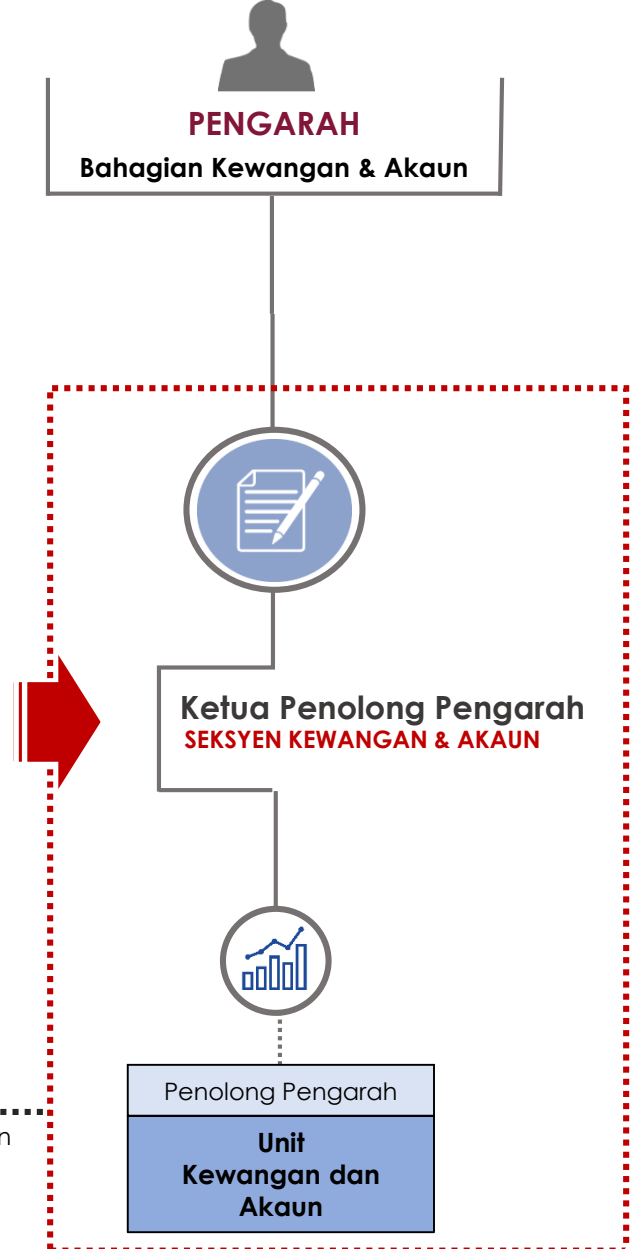 PENGARAH
Bahagian Kewangan & Akaun
Ketua Penolong Pengarah
SEKSYEN KEWANGAN & AKAUN
Penolong Pengarah
Unit
Kewangan dan
Akaun